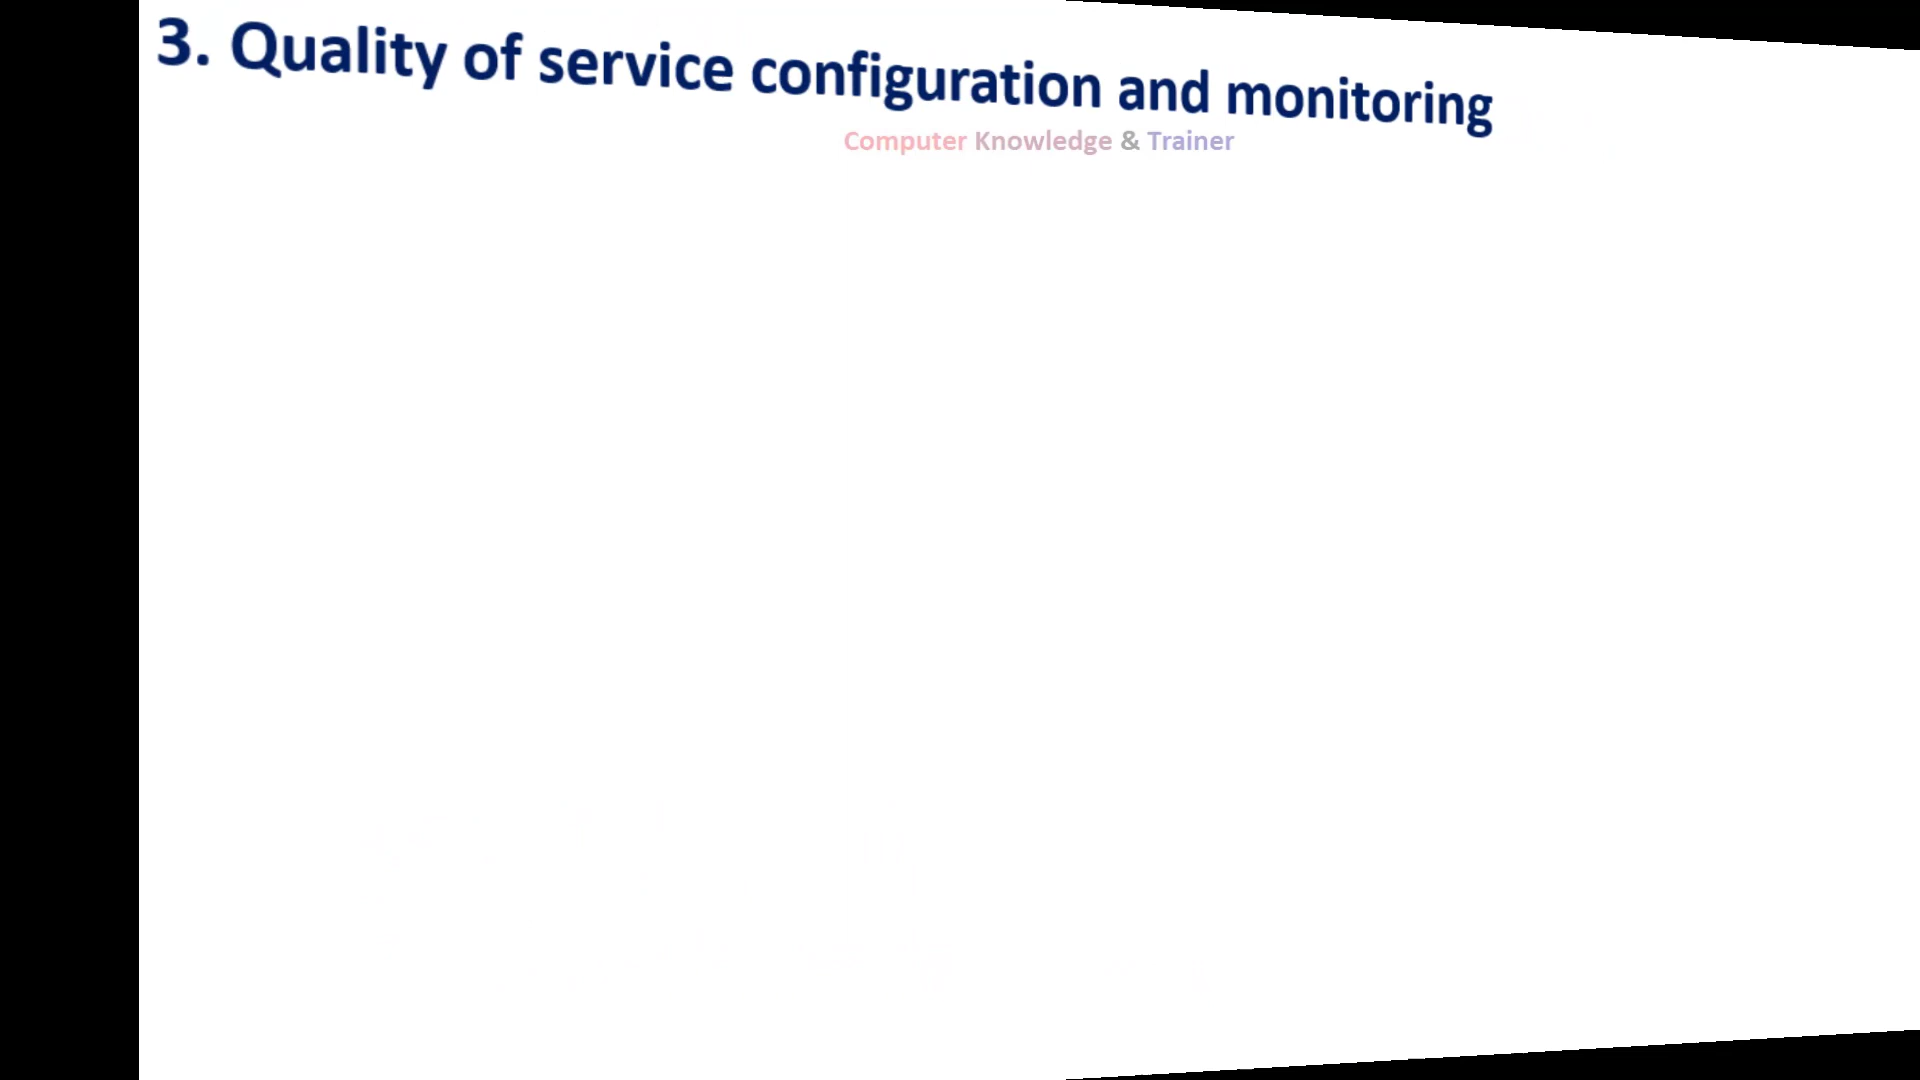 3. Quality of service configuration and monitoring
Computer Knowledge & Trainer